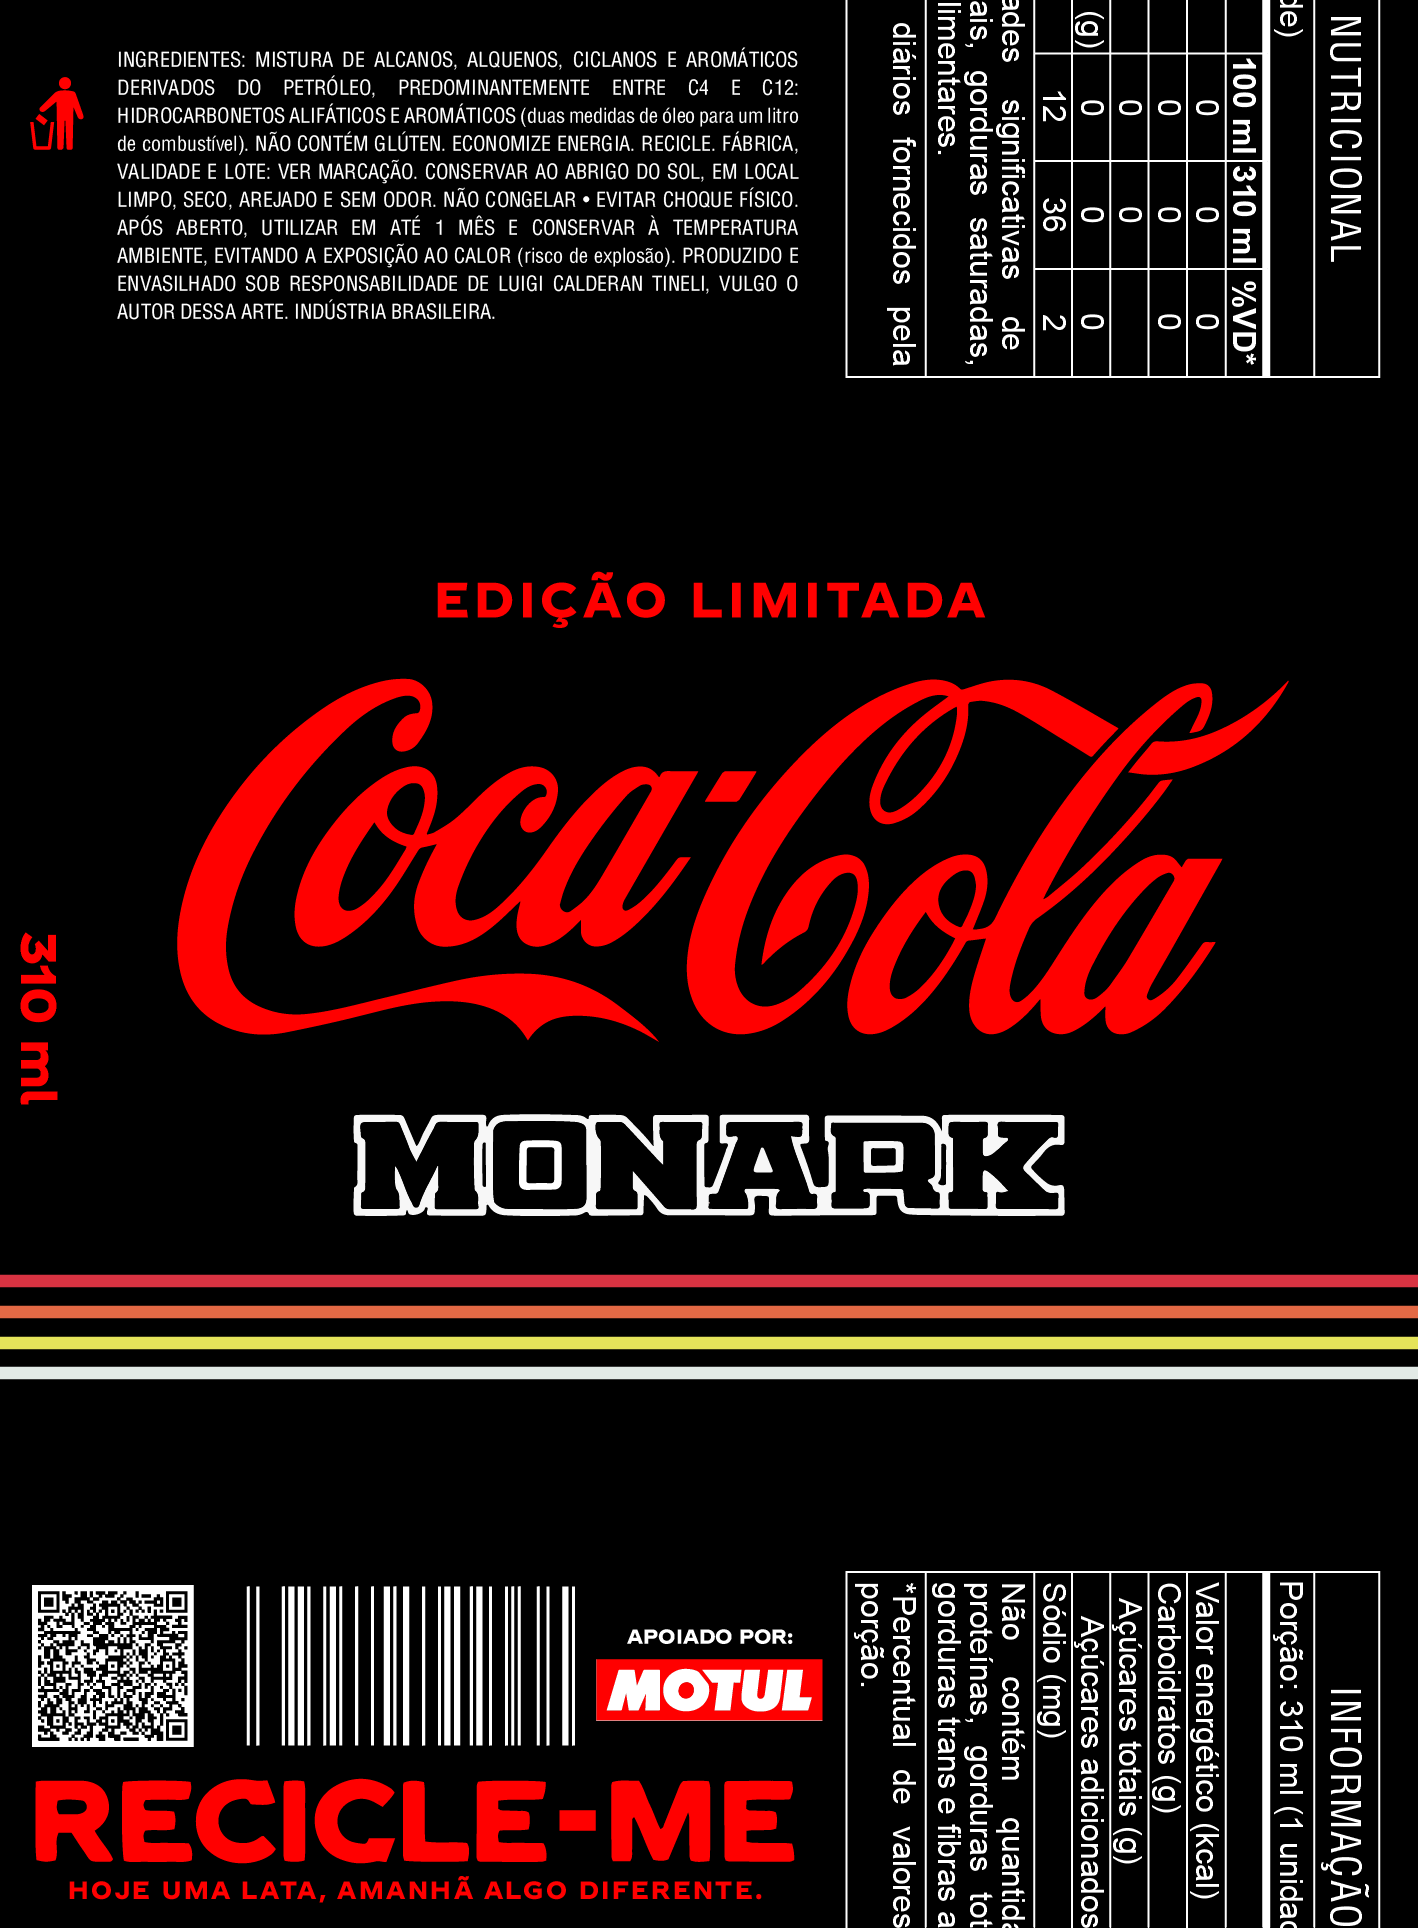 INGREDIENTES: MISTURA DE ALCANOS, ALQUENOS, CICLANOS E AROMÁTICOS
DERIVADOS DO PETRÓLEO, PREDOMINANTEMENTE ENTRE C4 E C12:
HIDROCARBONETOS ALIFÁTICOS E AROMÁTICOS (duas medidas de óleo para um litro
de combustível). NÃO CONTÉM GLÚTEN. ECONOMIZE ENERGIA. RECICLE. FÁBRICA,
VALIDADE E LOTE: VER MARCAÇÃO. CONSERVAR AO ABRIGO DO SOL, EM LOCAL
LIMPO, SECO, AREJADO E SEM ODOR. NÃO CONGELAR • EVITAR CHOQUE FÍSICO.
APÓS ABERTO, UTILIZAR EM ATÉ 1 MÊS E CONSERVAR À TEMPERATURA
AMBIENTE, EVITANDO A EXPOSIÇÃO AO CALOR (risco de explosão). PRODUZIDO E
ENVASILHADO SOB RESPONSABILIDADE DE LUIGI CALDERAN TINELI, VULGO O
AUTOR DESSA ARTE. INDÚSTRIA BRASILEIRA.
NUTRICIONAL
de)
100 ml 310 ml %VD*
0 0 0
0 0 0
0 0
(g) 0 0 0
12 36 2
ades significativas de
ais, gorduras saturadas,
limentares.
diários fornecidos pela
EDIÇÃO LIMITADA
Coca-Cola
310 ml
MONARK
APOIADO POR:
MOTUL
RECICLE-ME
HOJE UMA LATA, AMANHÃ ALGO DIFERENTE.
INFORMAÇÃO
Porção: 310 ml (1 unidad
Valor energético (kcal)
Carboidratos (g)
Açúcares totais (g)
Açúcares adicionados
Sódio (mg)
Não contém quantida
proteínas, gorduras tot
gorduras trans e fibras a
*Percentual de valores
porção.